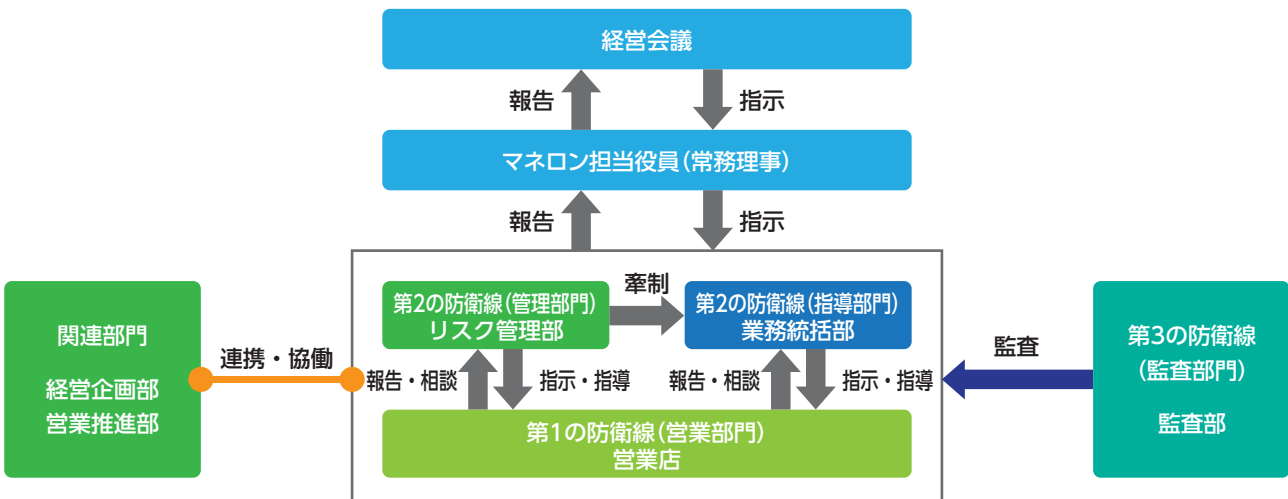 経営会議
報告
指示
マネロン担当役員(常務理事)
報告
指示
関連部門
経営企画部
営業推進部
連携・協働
第2の防衛線(管理部門)
リスク管理部
牽制
第2の防衛線(指導部門)
業務統括部
報告・相談
指示・指導
報告・相談
指示・指導
第1の防衛線(営業部門)
営業店
監査
第3の防衛線
(監査部門)
監査部